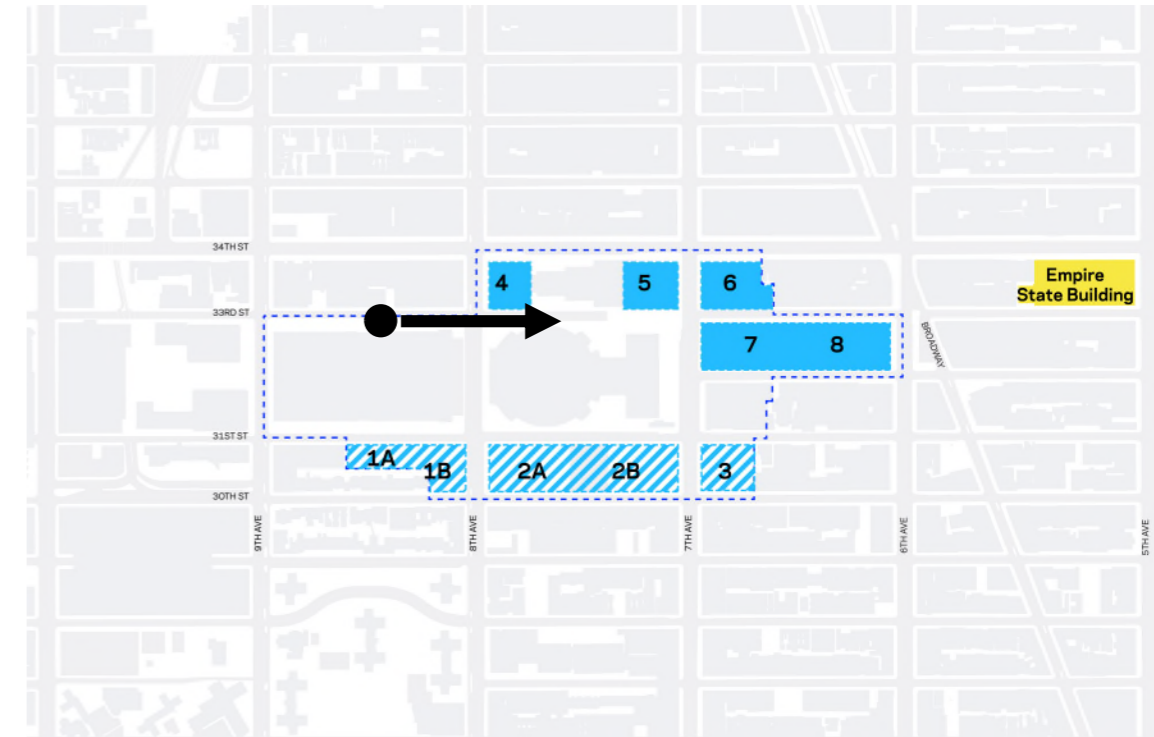 34TH ST
4
5
6
Empire
State Building
33RD ST
7
8
BROADWAY
31ST ST
1A
1B
2A
2B
3
30TH ST
9TH AVE
8TH AVE
7TH AVE
6TH AVE
5TH AVE